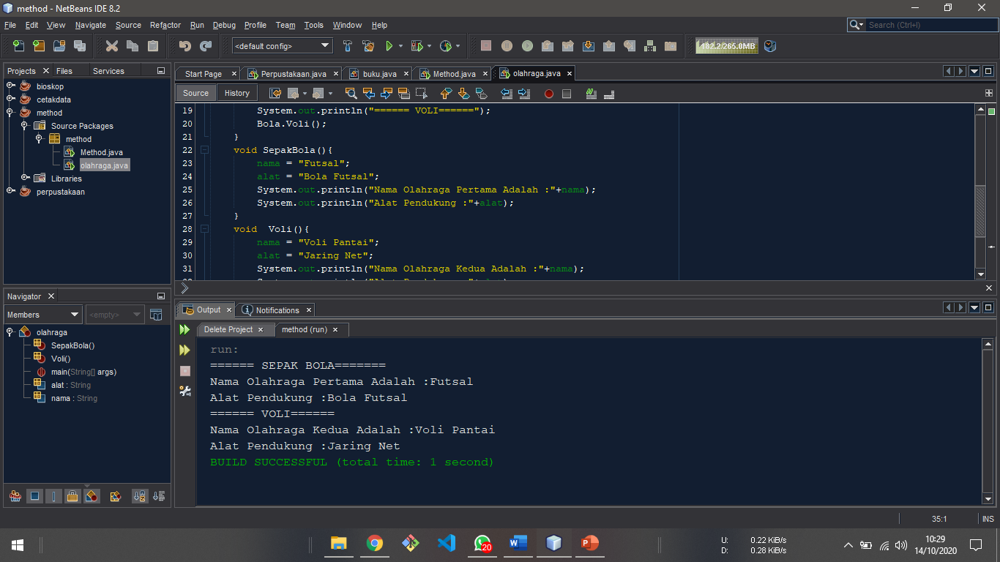 method - NetBeans IDE 8.2
File Edit View Navigate Source Refactor Run Debug Profile Team Tools Window Help
Search (Ctrl+I)
<default config>
182.2/265.0MB
Projects Files Services
bioskop
cetakdata
method
Source Packages
method
Method.java
olahraga.java
Libraries
perpustakaan
Start Page Perpustakaan.java buku.java Method.java olahraga.java
Source History
19 System.out.println("====== VOLI======");
20 Bola.Voli();
21 }
22 void SepakBola(){
23 nama = "Futsal";
24 alat = "Bola Futsal";
25 System.out.println("Nama Olahraga Pertama Adalah :"+nama);
26 System.out.println("Alat Pendukung :"+alat);
27 }
28 void  Voli(){
29 nama = "Voli Pantai";
30 alat = "Jaring Net";
31 System.out.println("Nama Olahraga Kedua Adalah :"+nama);
Navigator
Members
<empty>
olahraga
SepakBola()
Voli()
main(String[] args)
alat : String
nama : String
Output Notifications
Delete Project method (run)
run:
====== SEPAK BOLA=======
Nama Olahraga Pertama Adalah :Futsal
Alat Pendukung :Bola Futsal
====== VOLI======
Nama Olahraga Kedua Adalah :Voli Pantai
Alat Pendukung :Jaring Net
BUILD SUCCESSFUL (total time: 1 second)
35:1 INS
20
U: 0.22 KiB/s
D: 0.28 KiB/s
10:29
14/10/2020